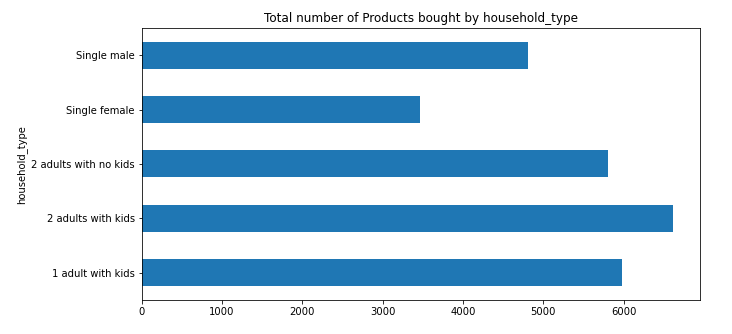 Total number of Products bought by household_type
household_type
Single male
Single female
2 adults with no kids
2 adults with kids
1 adult with kids
0 1000 2000 3000 4000 5000 6000